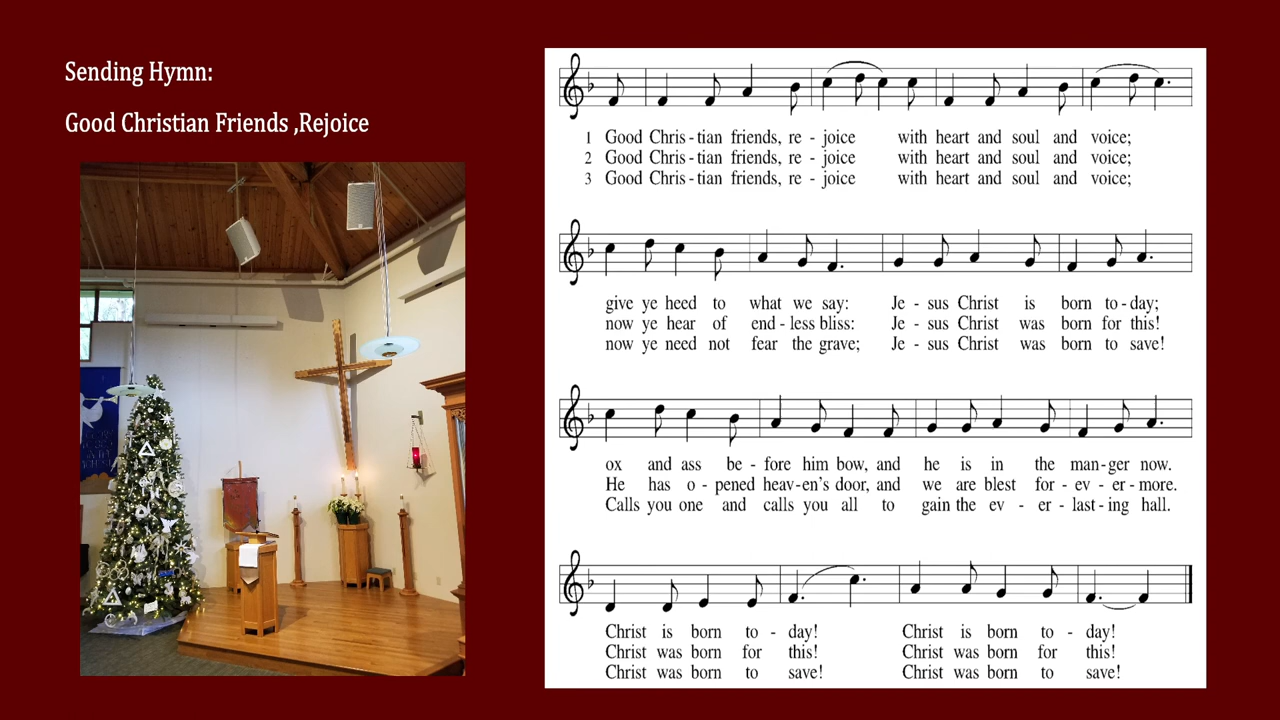 Sending Hymn:
Good Christian Friends ,Rejoice
1 Good Chris - tian friends, re - joice with heart and soul and voice;
2 Good Chris - tian friends, re - joice with heart and soul and voice;
3 Good Chris - tian friends, re - joice with heart and soul and voice;
give ye heed to what we say: Je - sus Christ is born to - day;
now ye hear of end - less bliss: Je - sus Christ was born for this!
now ye need not fear the grave; Je - sus Christ was born to save!
ox and ass be - fore him bow, and he is in the man - ger now.
He has o - pened heav - en's door, and we are blest for - ev - er - more.
Calls you one and calls you all to gain the ev - er - last - ing hall.
Christ is born to - day! Christ is born to - day!
Christ was born for this! Christ was born for this!
Christ was born to save! Christ was born to save!